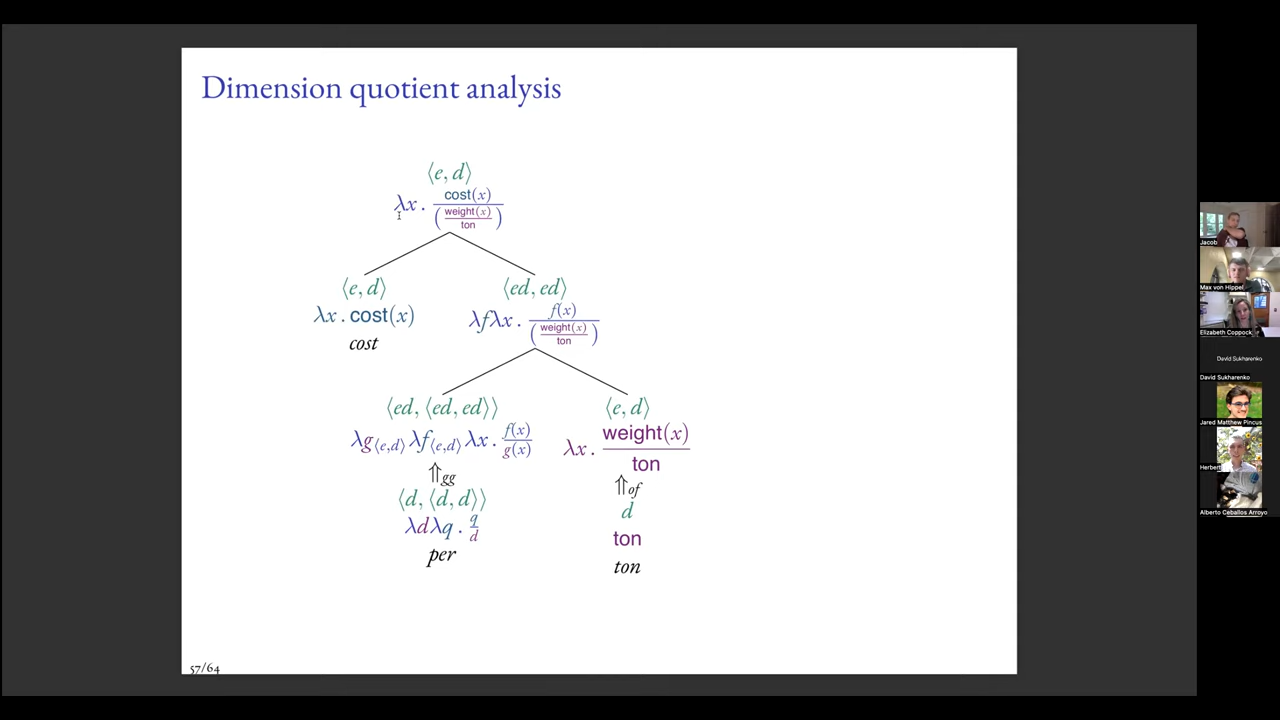 Dimension quotient analysis
⟨e, d⟩
λx . cost(x) / (weight(x) / ton)
⟨e, d⟩ ⟨ed, ed⟩
λx . cost(x) λfλx . f(x) / (weight(x) / ton)
cost
⟨ed, ⟨ed, ed⟩⟩ ⟨e, d⟩
λg⟨e,d⟩ λf⟨e,d⟩ λx . f(x) / g(x) λx . weight(x) / ton
⇑gg ⇑of
⟨d, ⟨d, d⟩⟩ d
λdλq . q / d ton
per ton
57/64
Jacob
Max von Hippel
Elizabeth Coppock
David Sukharenko
David Sukharenko
Jared Matthew Pincus
Herbert
Alberto Ceballos Arroyo